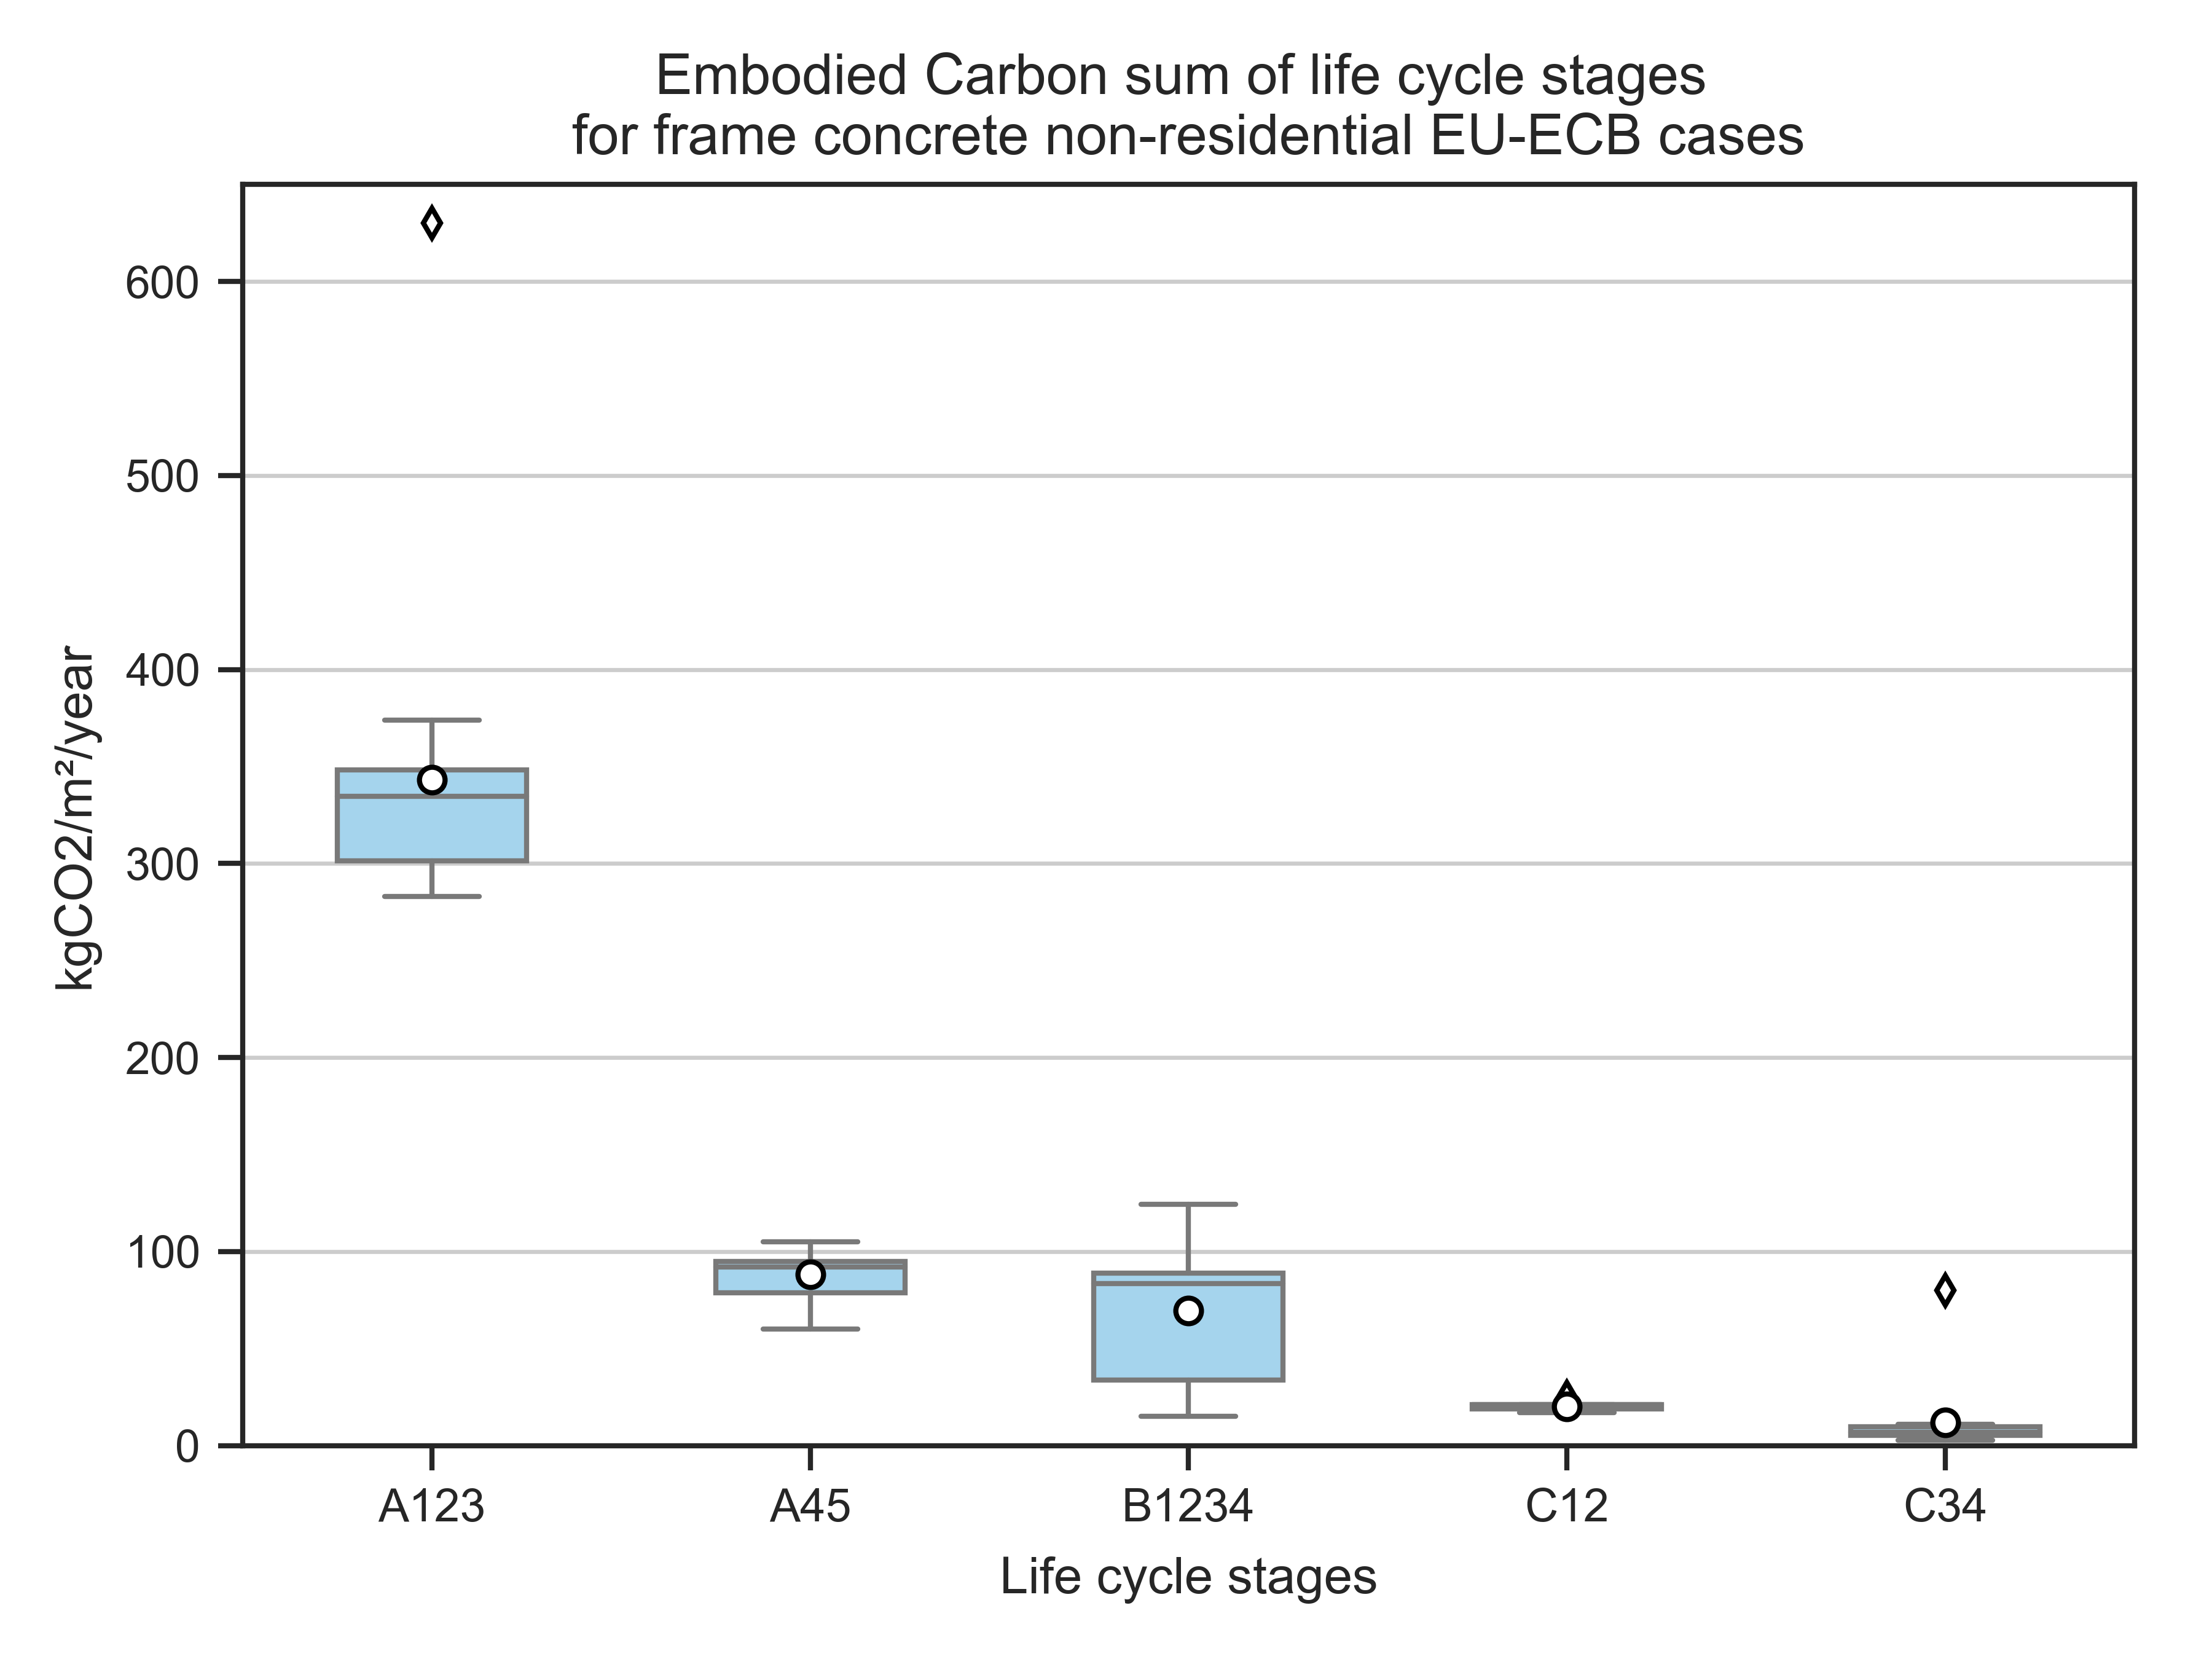 Embodied Carbon sum of life cycle stages
for frame concrete non-residential EU-ECB cases
kgCO2/m²/year
600
500
400
300
200
100
0
A123 A45 B1234 C12 C34
Life cycle stages